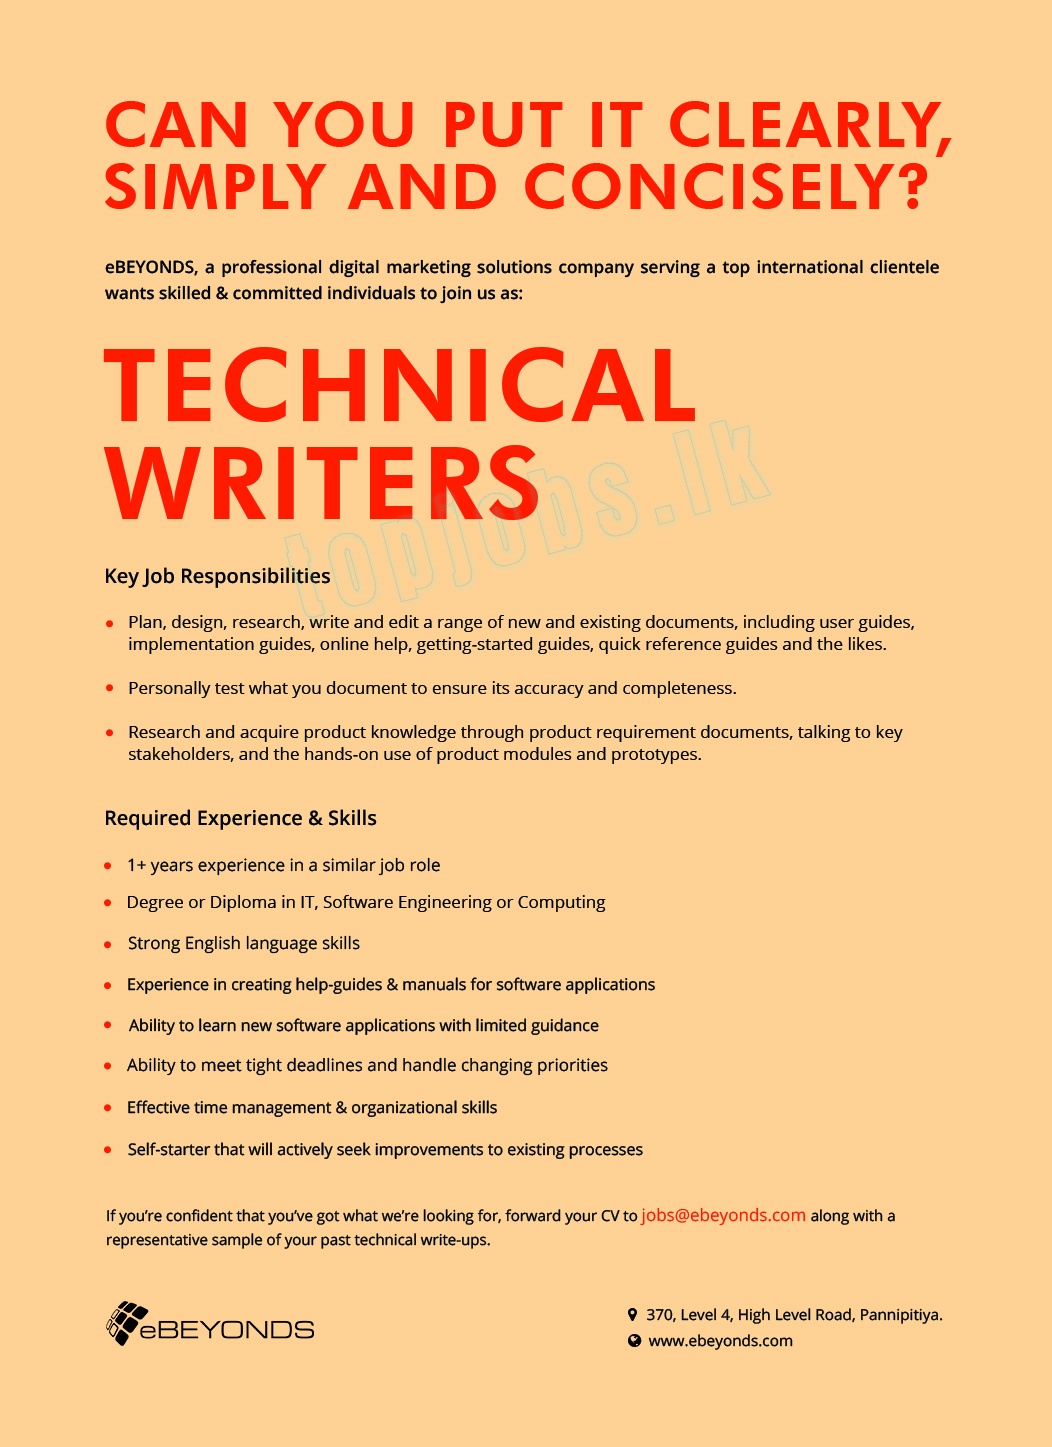 CAN YOU PUT IT CLEARLY,
SIMPLY AND CONCISELY?
eBEYONDS, a professional digital marketing solutions company serving a top international clientele
wants skilled & committed individuals to join us as:
TECHNICAL
WRITERS
topjobs.lk
Key Job Responsibilities
Plan, design, research, write and edit a range of new and existing documents, including user guides,
implementation guides, online help, getting-started guides, quick reference guides and the likes.
Personally test what you document to ensure its accuracy and completeness.
Research and acquire product knowledge through product requirement documents, talking to key
stakeholders, and the hands-on use of product modules and prototypes.
Required Experience & Skills
1+ years experience in a similar job role
Degree or Diploma in IT, Software Engineering or Computing
Strong English language skills
Experience in creating help-guides & manuals for software applications
Ability to learn new software applications with limited guidance
Ability to meet tight deadlines and handle changing priorities
Effective time management & organizational skills
Self-starter that will actively seek improvements to existing processes
If you're confident that you've got what we're looking for, forward your CV to jobs@ebeyonds.com along with a
representative sample of your past technical write-ups.
eBEYONDS
370, Level 4, High Level Road, Pannipitiya.
www.ebeyonds.com